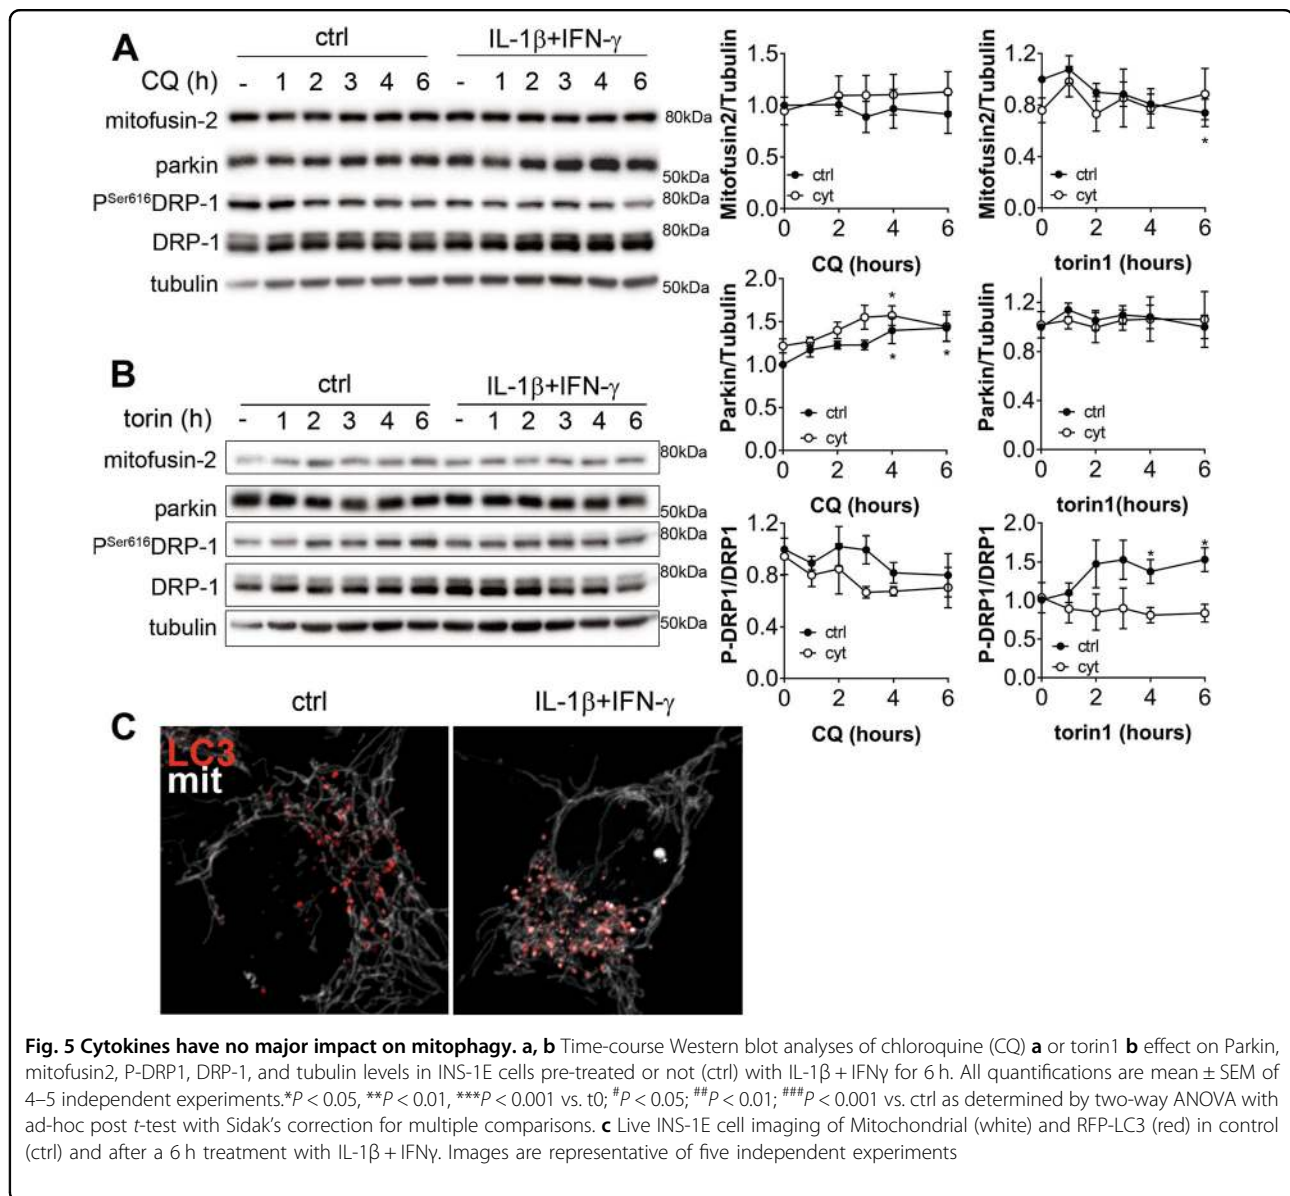 A
ctrl
IL-1β+IFN-γ
CQ (h)
- 1 2 3 4 6 - 1 2 3 4 6
mitofusin-2
80kDa
parkin
50kDa
PSer616DRP-1
80kDa
DRP-1
80kDa
tubulin
50kDa
Mitofusin2/Tubulin
1.5
1.0
0.5
0.0
ctrl
cyt
0 2 4 6
CQ (hours)
Mitofusin2/Tubulin
1.2
0.8
0.4
0.0
*
ctrl
cyt
0 2 4 6
torin1 (hours)
Parkin/Tubulin
2.0
1.5
1.0
0.5
0.0
*
* *
ctrl
cyt
0 2 4 6
CQ (hours)
Parkin/Tubulin
1.2
0.8
0.4
0.0
ctrl
cyt
0 2 4 6
torin1(hours)
B
ctrl
IL-1β+IFN-γ
torin (h)
- 1 2 3 4 6 - 1 2 3 4 6
mitofusin-2
80kDa
parkin
50kDa
PSer616DRP-1
80kDa
DRP-1
80kDa
tubulin
50kDa
P-DRP1/DRP1
1.2
0.8
0.4
0.0
ctrl
cyt
0 2 4 6
CQ (hours)
P-DRP1/DRP1
2.0
1.5
1.0
0.5
0.0
* *
ctrl
cyt
0 2 4 6
torin1 (hours)
C
ctrl
IL-1β+IFN-γ
LC3
mit
Fig. 5 Cytokines have no major impact on mitophagy. a, b Time-course Western blot analyses of chloroquine (CQ) a or torin1 b effect on Parkin,
mitofusin2, P-DRP1, DRP-1, and tubulin levels in INS-1E cells pre-treated or not (ctrl) with IL-1β + IFNγ for 6 h. All quantifications are mean ± SEM of
4–5 independent experiments.*P < 0.05, **P < 0.01, ***P < 0.001 vs. t0; #P < 0.05; ##P < 0.01; ###P < 0.001 vs. ctrl as determined by two-way ANOVA with
ad-hoc post t-test with Sidak’s correction for multiple comparisons. c Live INS-1E cell imaging of Mitochondrial (white) and RFP-LC3 (red) in control
(ctrl) and after a 6 h treatment with IL-1β + IFNγ. Images are representative of five independent experiments